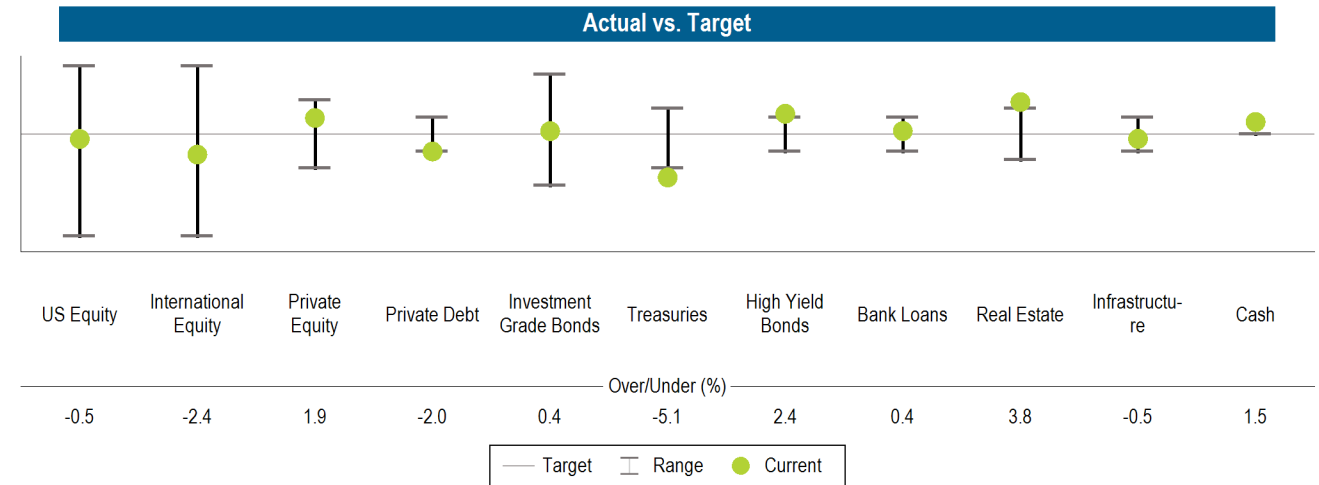 Actual vs. Target
US Equity
International
Equity
Private
Equity
Private Debt
Investment
Grade Bonds
Treasuries
High Yield
Bonds
Bank Loans
Real Estate
Infrastructu-
re
Cash
Over/Under (%)
-0.5 -2.4 1.9 -2.0 0.4 -5.1 2.4 0.4 3.8 -0.5 1.5
Target Range Current